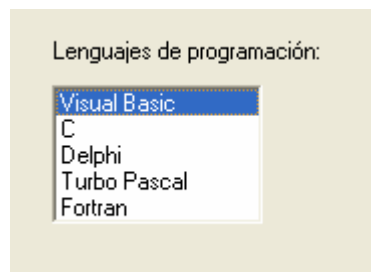 Lenguajes de programación:
Visual Basic
C
Delphi
Turbo Pascal
Fortran